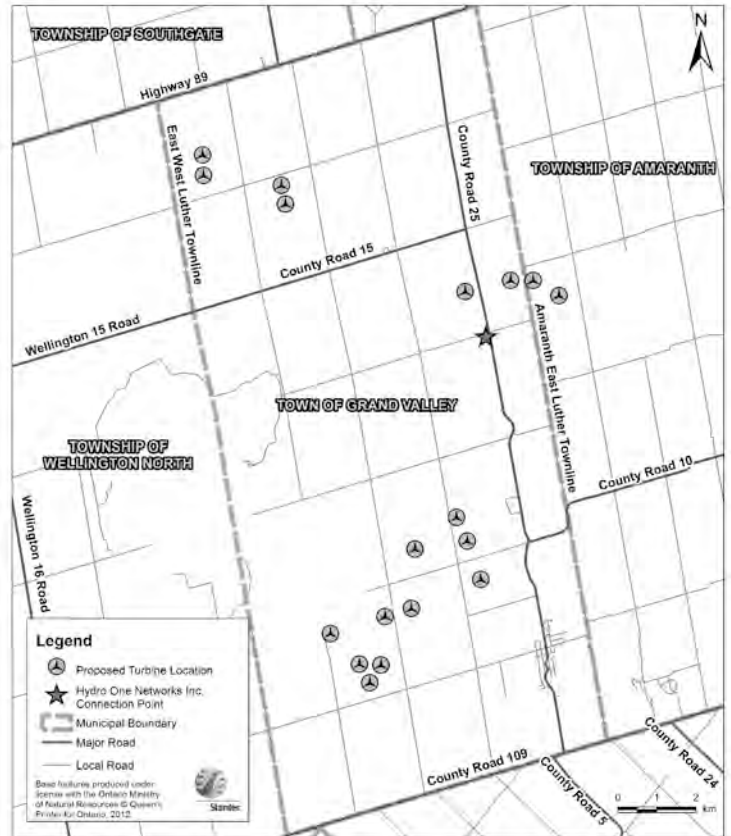 TOWNSHIP OF SOUTHGATE
N
Highway 89
East West Luther Townline
County Road 25
TOWNSHIP OF AMARANTH
County Road 15
Wellington 15 Road
Amaranth East Luther Townline
TOWN OF GRAND VALLEY
TOWNSHIP OF
WELLINGTON NORTH
County Road 10
Wellington 16 Road
Legend
Proposed Turbine Location
Hydro One Networks Inc.
Connection Point
Municipal Boundary
Major Road
Local Road
Base features produced under
license with the Ontario Ministry
of Natural Resources © Queen's
Printer for Ontario, 2012.
Stantec
County Road 109
County Road 5
County Road 24
0 1 2
km